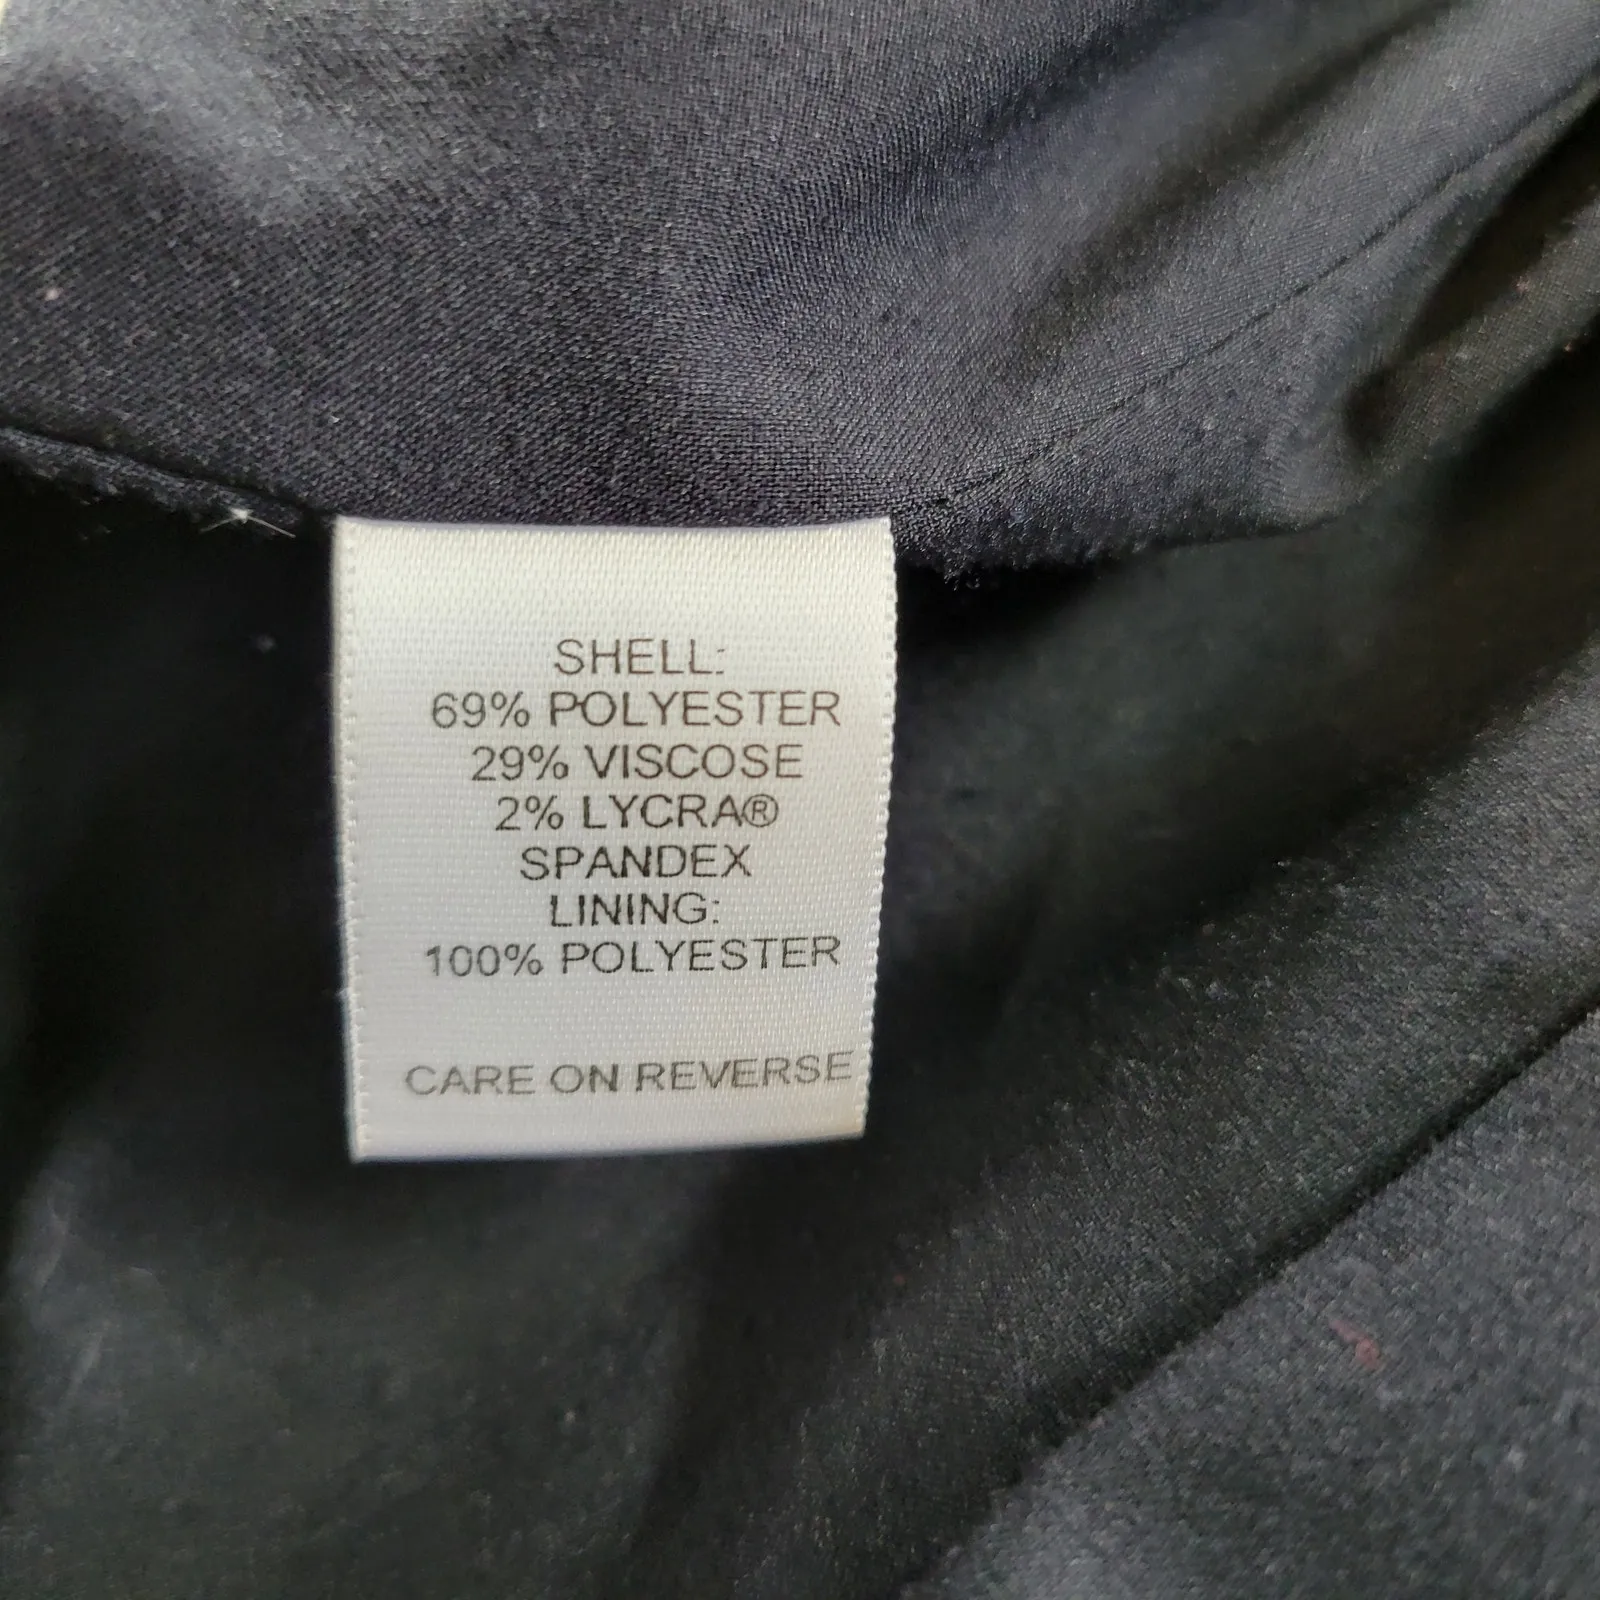 SHELL:
69% POLYESTER
29% VISCOSE
2% LYCRA®
SPANDEX
LINING:
100% POLYESTER
CARE ON REVERSE